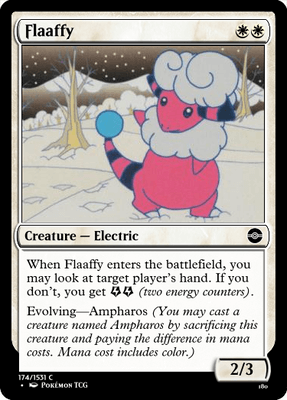 Flaaffy
Creature — Electric
When Flaaffy enters the battlefield, you
may look at target player's hand. If you
don't, you get (two energy counters).
Evolving—Ampharos (You may cast a
creature named Ampharos by sacrificing this
creature and paying the difference in mana
costs. Mana cost includes color.)
2/3
174/1531 C
• Pokémon TCG
180